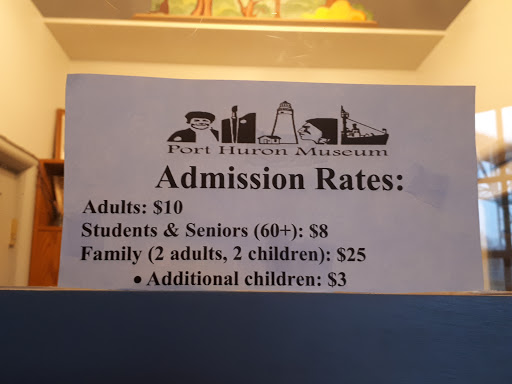 Port Huron Museum
Admission Rates:
Adults: $10
Students & Seniors (60+): $8
Family (2 adults, 2 children): $25
• Additional children: $3